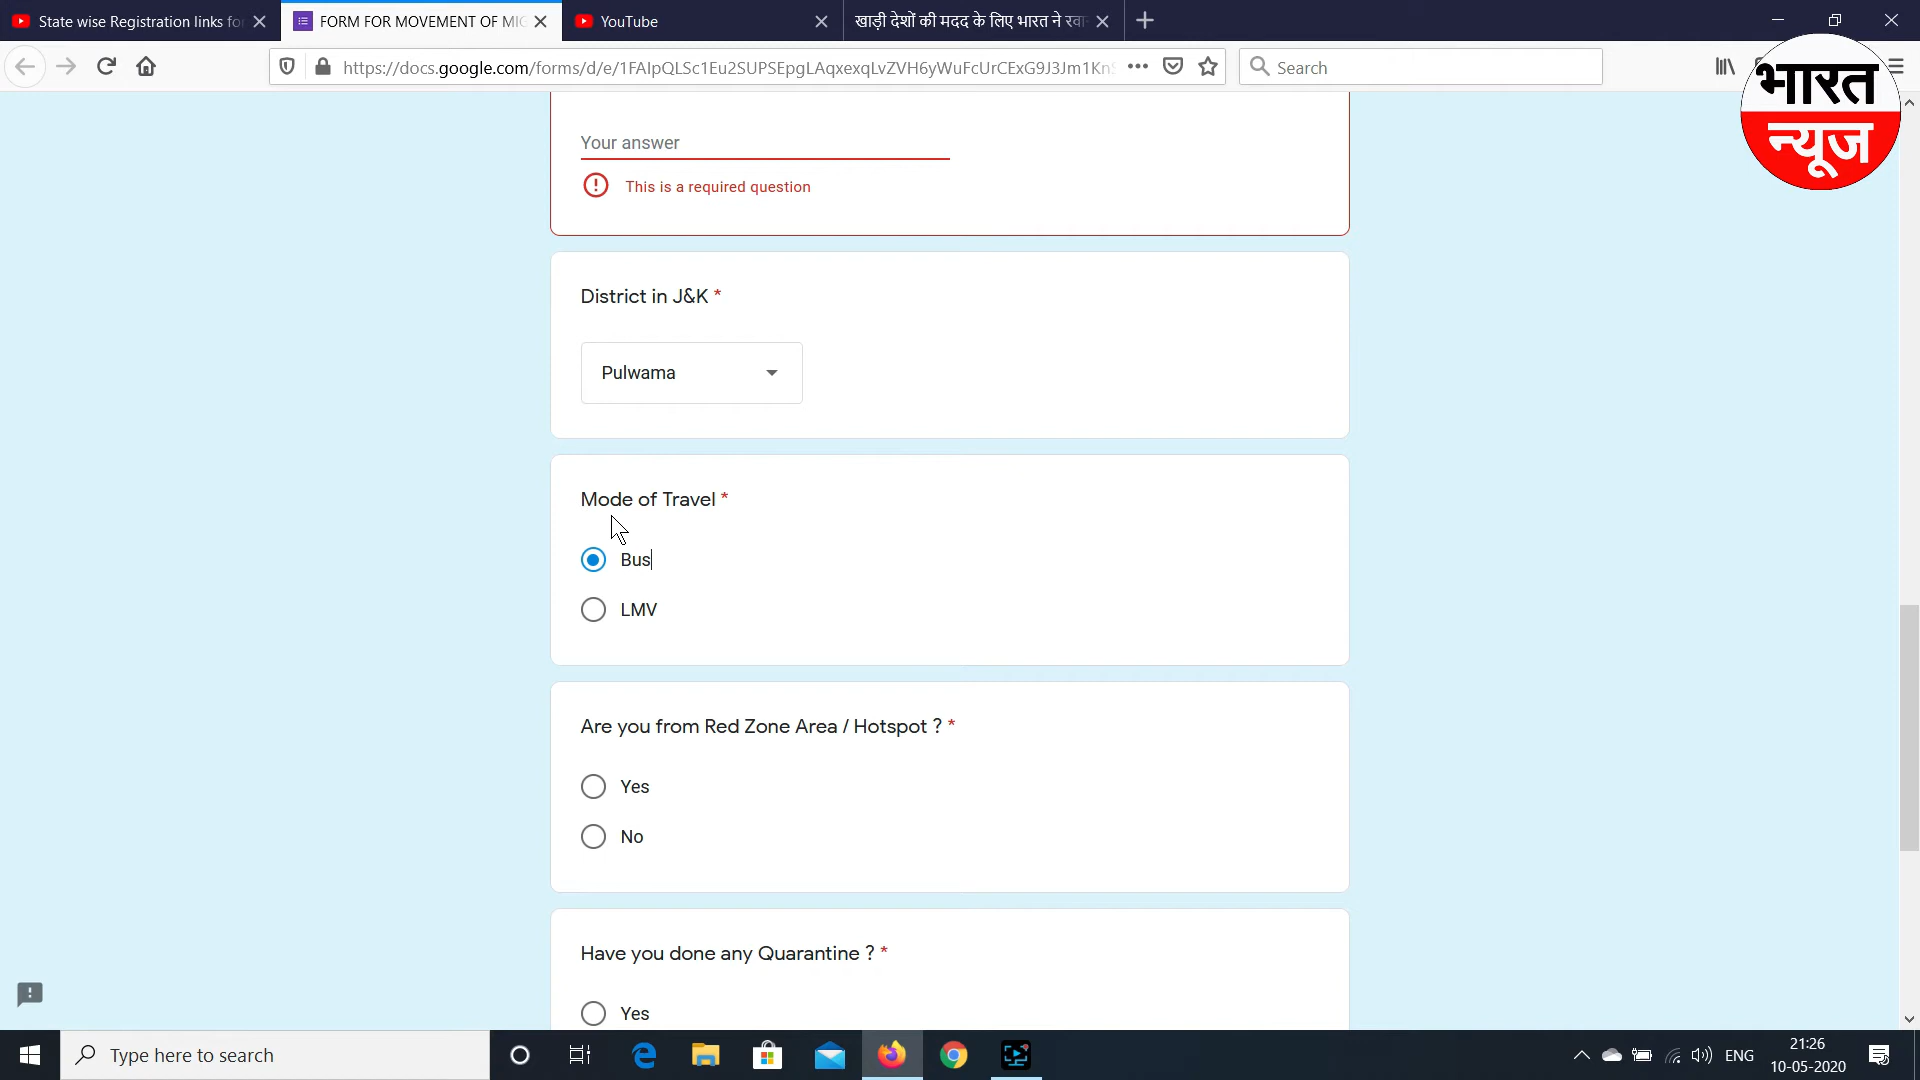 State wise Registration links fo
FORM FOR MOVEMENT OF MIG
YouTube
खाड़ी देशों की मदद के लिए भारत ने रवा
https://docs.google.com/forms/d/e/1FAIpQLSc1Eu2SUPSEpgLAqxexqLvZVH6yWuFcUrCExG9J3Jm1Kn
Search
भारत
न्यूज
Your answer
This is a required question
District in J&K *
Pulwama
Mode of Travel *
Bus
LMV
Are you from Red Zone Area / Hotspot ? *
Yes
No
Have you done any Quarantine ? *
Yes
Type here to search
ENG
21:26
10-05-2020